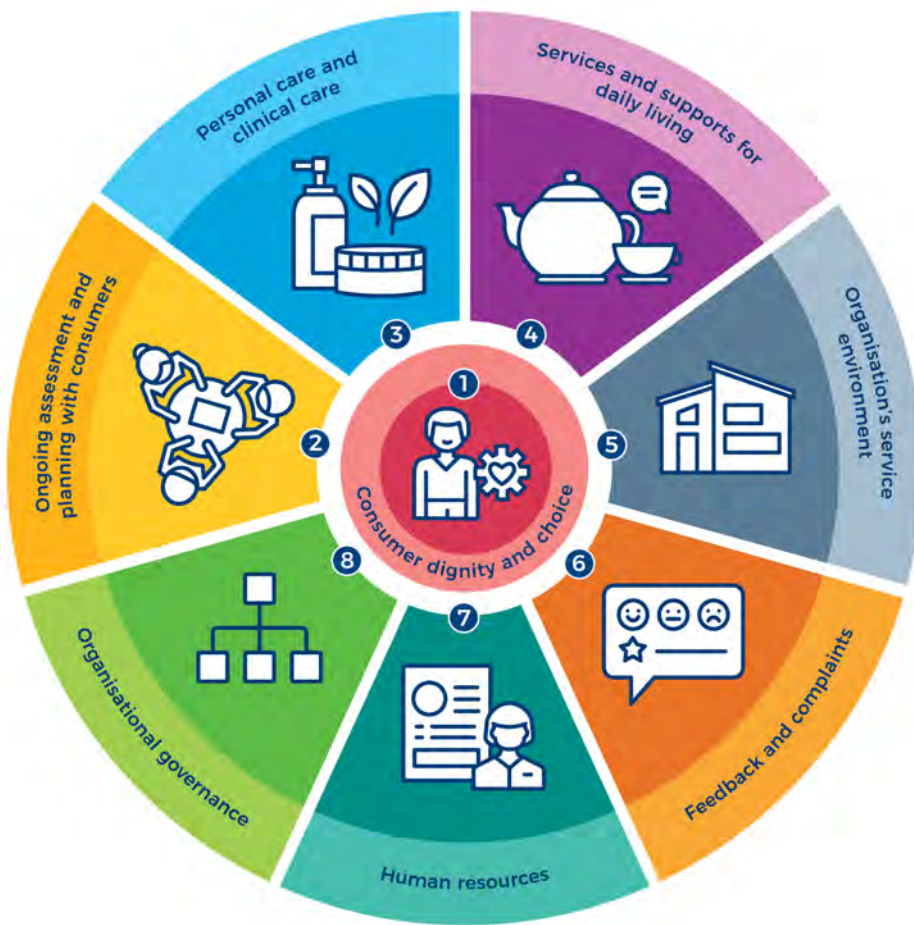 1
Consumer dignity and choice
2
Ongoing assessment and
planning with consumers
3
Personal care and
clinical care
4
Services and supports for
daily living
5
Organisation's service
environment
6
Feedback and complaints
7
Human resources
8
Organisational governance